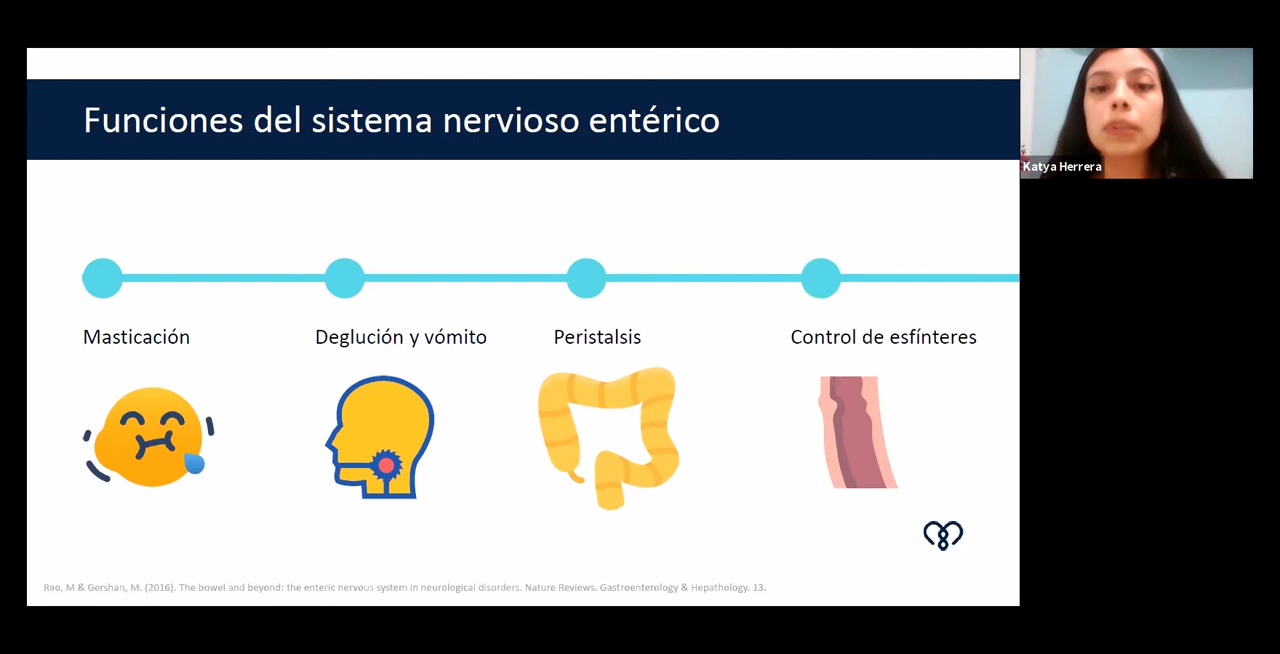 Funciones del sistema nervioso entérico
Katya Herrera
Masticación
Deglución y vómito
Peristalsis
Control de esfínteres
Rao, M & Gershan, M. (2016). The bowel and beyond: the enteric nervous system in neurological disorders. Nature Reviews. Gastroenterology & Hepathology. 13.